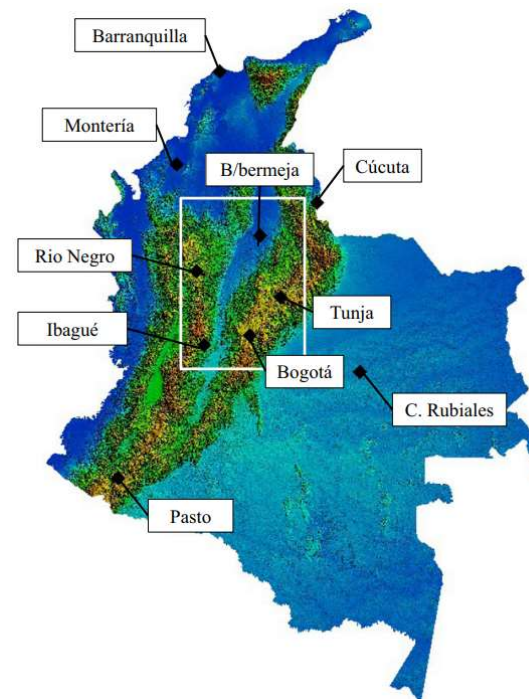 Barranquilla
Montería
B/bermeja
Cúcuta
Rio Negro
Tunja
Ibagué
Bogotá
C. Rubiales
Pasto